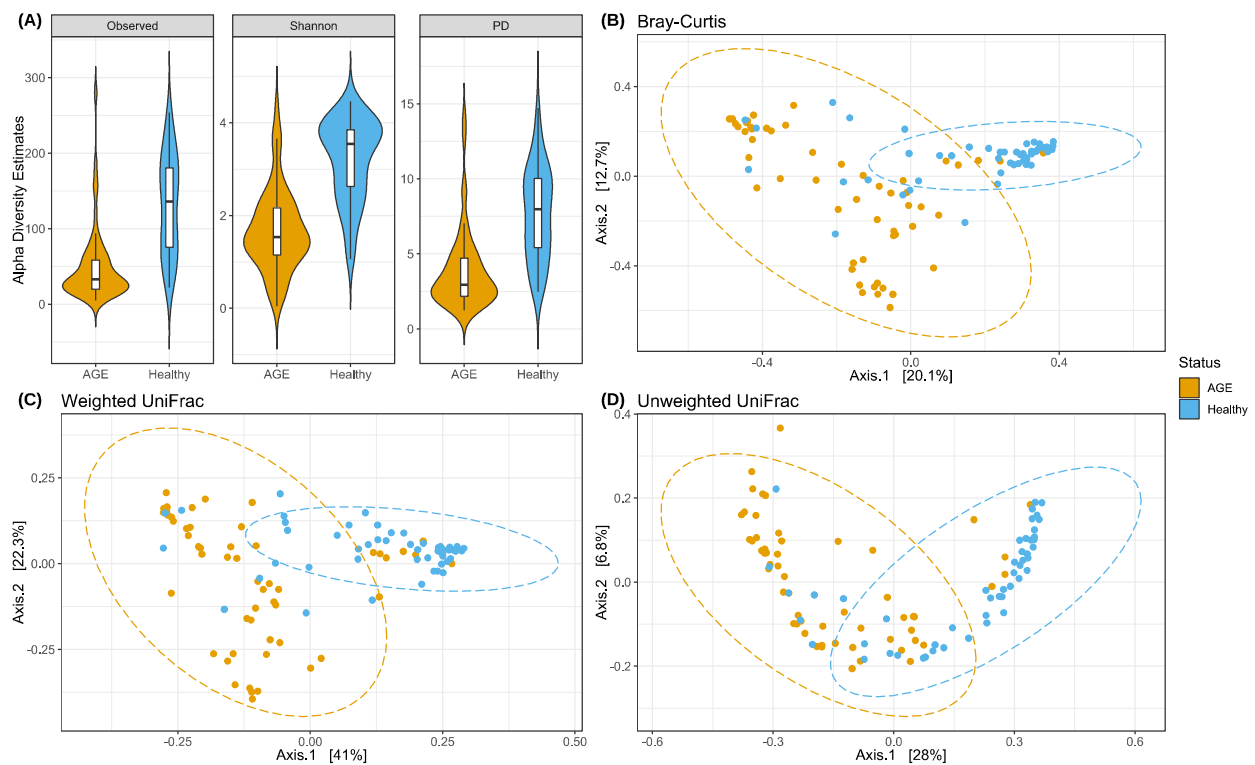 (A)
Observed Shannon PD
Alpha Diversity Estimates
300
200
100
0
4
2
0
15
10
5
0
AGE Healthy AGE Healthy AGE Healthy
(B) Bray-Curtis
Axis.2 [12.7%]
0.4
0.0
-0.4
-0.4 0.0 0.4
Axis.1 [20.1%]
Status
AGE
Healthy
(C) Weighted UniFrac
Axis.2 [22.3%]
0.25
0.00
-0.25
-0.25 0.00 0.25 0.50
Axis.1 [41%]
(D) Unweighted UniFrac
Axis.2 [6.8%]
0.4
0.2
0.0
-0.2
-0.6 -0.3 0.0 0.3 0.6
Axis.1 [28%]